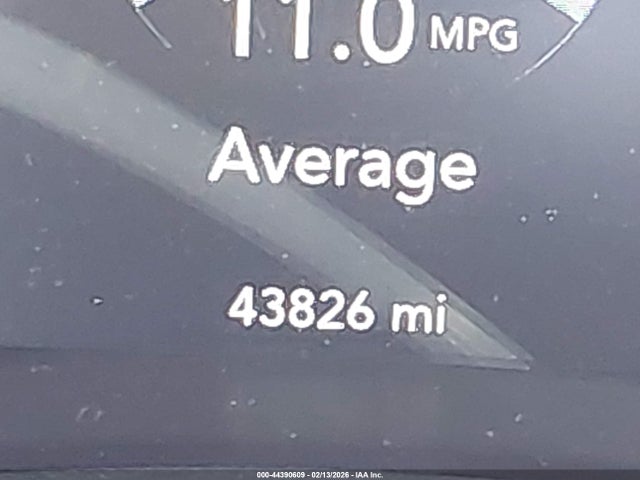 11.0 MPG
Average
43826 mi
000-44390609 - 02/13/2026 - IAA Inc.